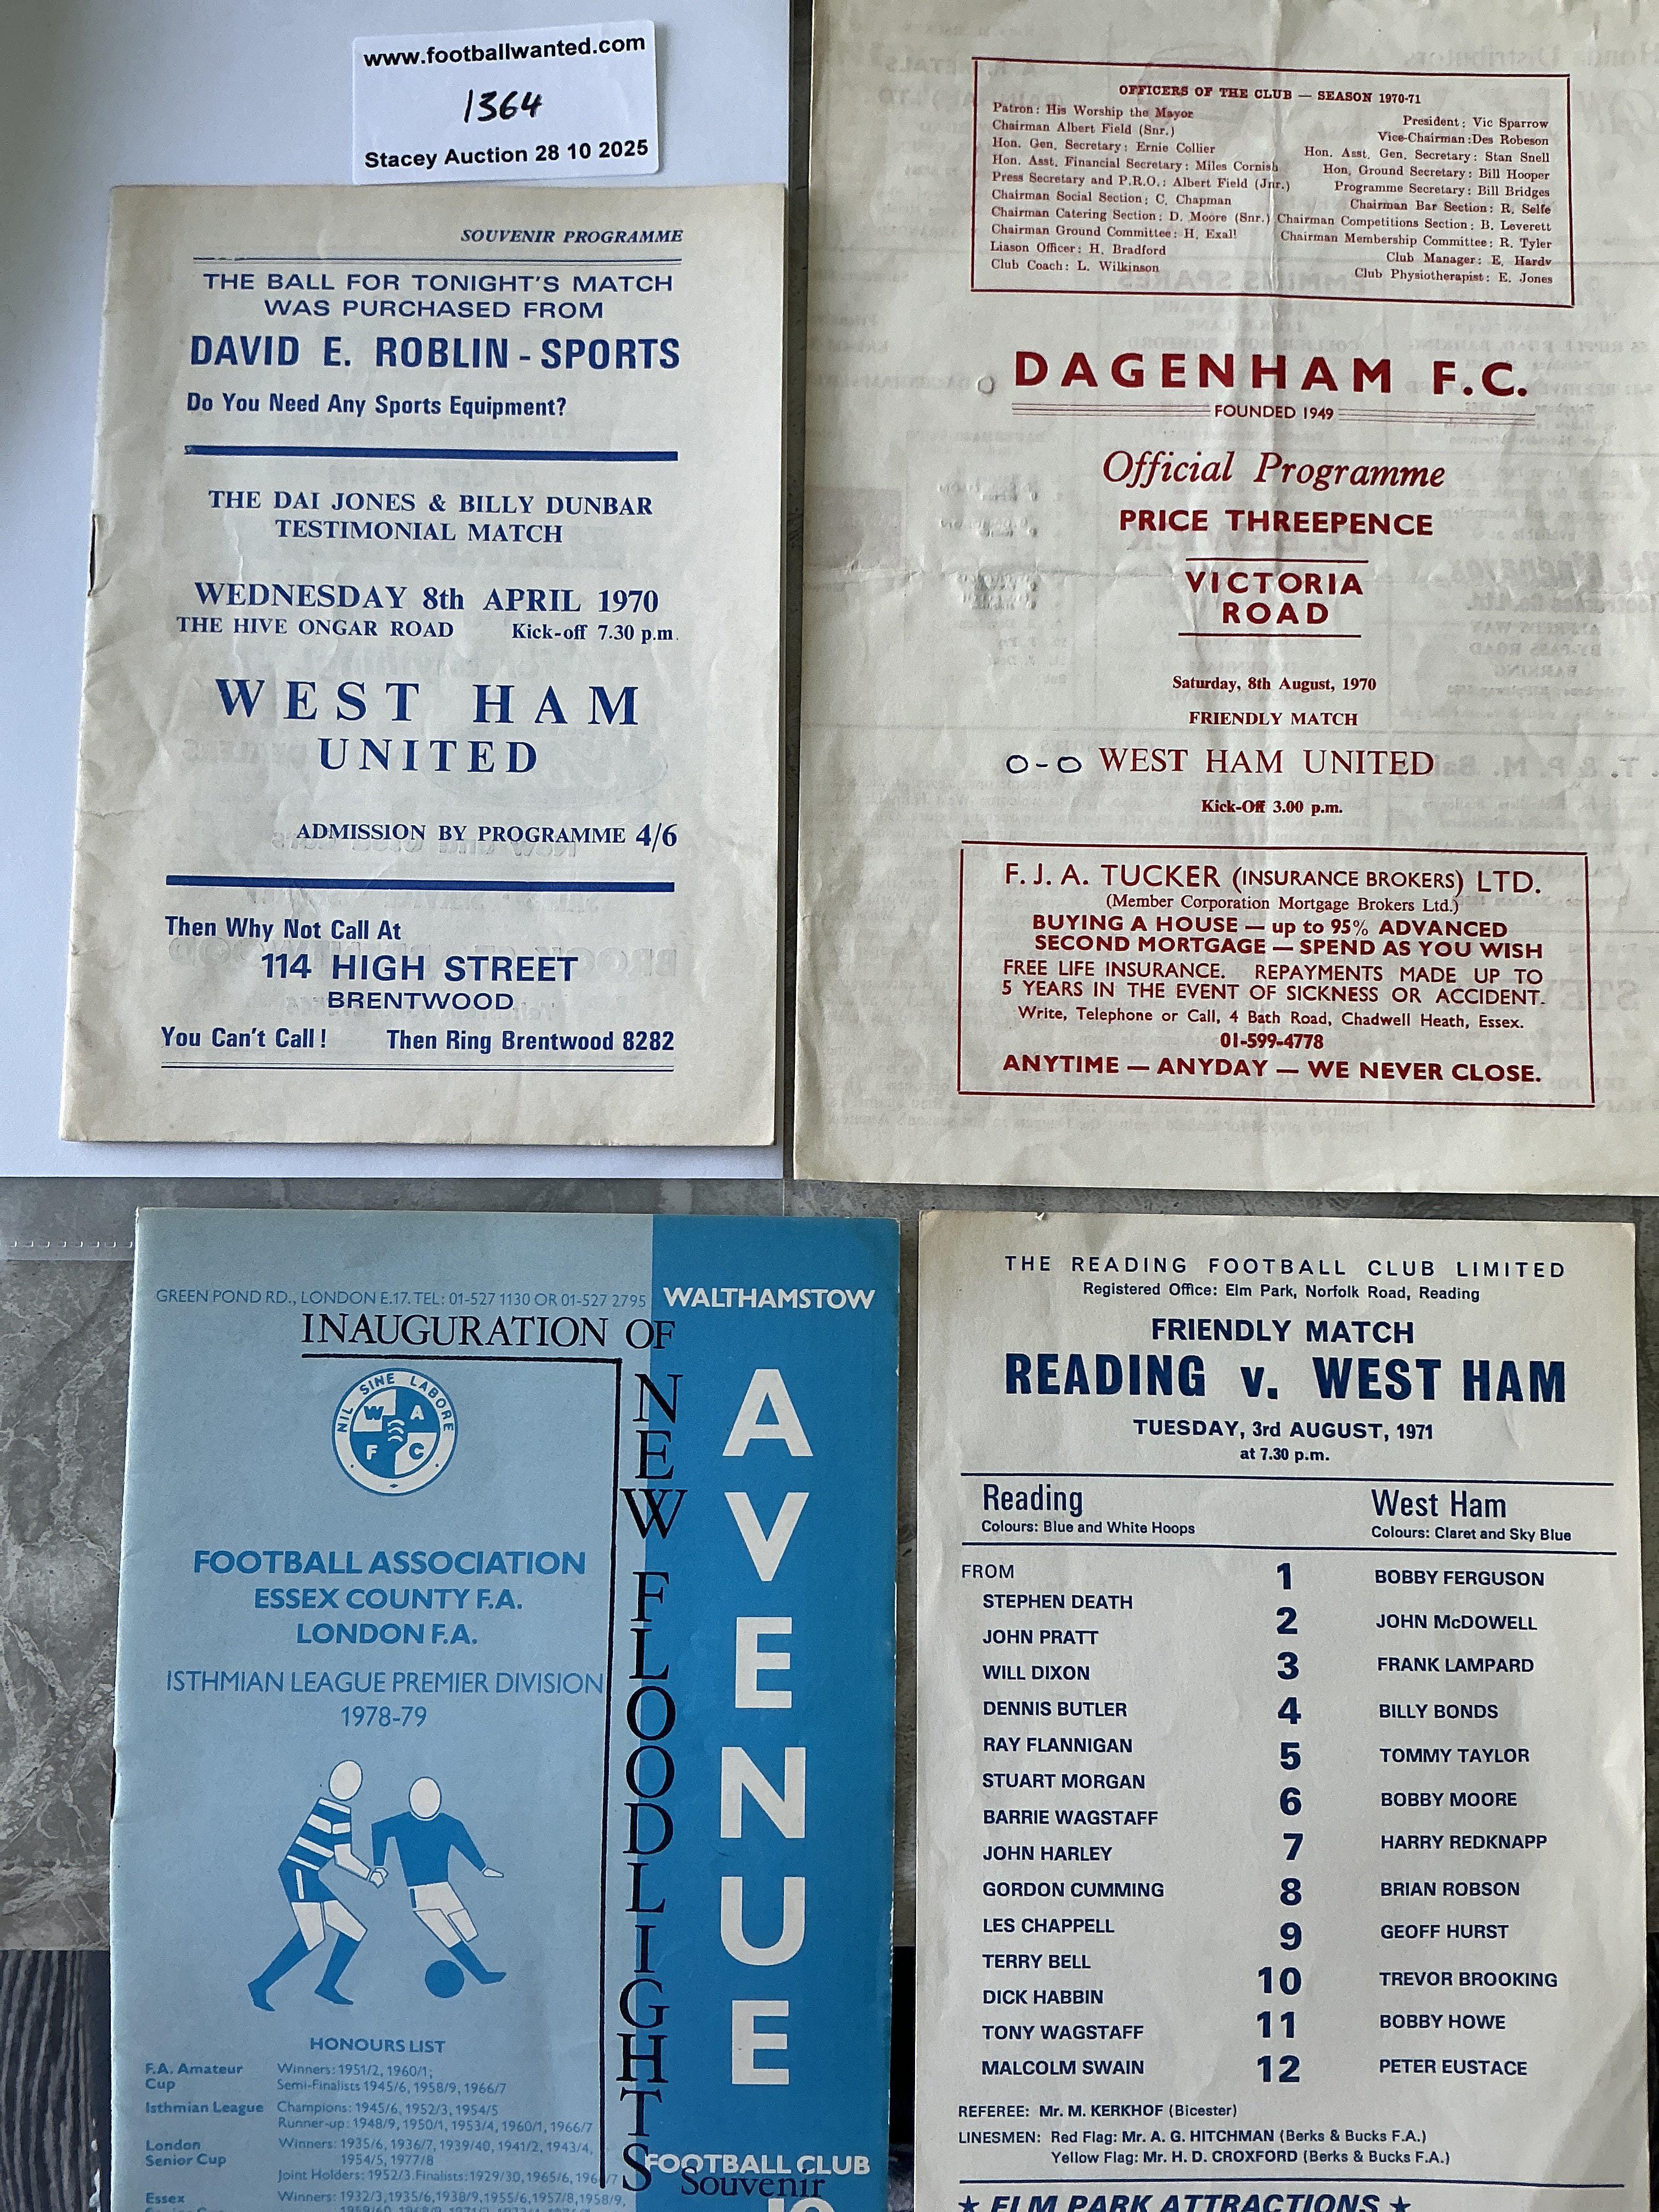 www.footballwanted.com
1364
Stacey Auction 28 10 2025
SOUVENIR PROGRAMME
THE BALL FOR TONIGHT'S MATCH
WAS PURCHASED FROM
DAVID E. ROBLIN - SPORTS
Do You Need Any Sports Equipment?
THE DAI JONES & BILLY DUNBAR
TESTIMONIAL MATCH
WEDNESDAY 8th APRIL 1970
THE HIVE ONGAR ROAD Kick-off 7.30 p.m.
WEST HAM
UNITED
ADMISSION BY PROGRAMME 4/6
Then Why Not Call At
114 HIGH STREET
BRENTWOOD
You Can't Call! Then Ring Brentwood 8282
OFFICERS OF THE CLUB — SEASON 1970-71
Patron: His Worship the Mayor
Chairman Albert Field (Snr.)
Hon. Gen. Secretary: Ernie Collier
Hon. Asst. Financial Secretary: Miles Cornish
Press Secretary and P.R.O.: Albert Field (Jnr.)
Chairman Social Section: C. Chapman
Chairman Catering Section: D. Moore (Snr.)
Chairman Ground Committee: H. Exall
Liason Officer: H. Bradford
Club Coach: L. Wilkinson
President: Vic Sparrow
Vice-Chairman: Des Robeson
Hon. Asst. Gen. Secretary: Stan Snell
Hon. Ground Secretary: Bill Hooper
Programme Secretary: Bill Bridges
Chairman Bar Section: R. Selfe
Chairman Competitions Section: B. Leverett
Chairman Membership Committee: R. Tyler
Club Manager: E. Hardy
Club Physiotherapist: E. Jones
DAGENHAM F.C.
FOUNDED 1949
Official Programme
PRICE THREEPENCE
VICTORIA
ROAD
Saturday, 8th August, 1970
FRIENDLY MATCH
0-0 WEST HAM UNITED
Kick-Off 3.00 p.m.
F. J. A. TUCKER (INSURANCE BROKERS) LTD.
(Member Corporation Mortgage Brokers Ltd.)
BUYING A HOUSE — up to 95% ADVANCED
SECOND MORTGAGE — SPEND AS YOU WISH
FREE LIFE INSURANCE. REPAYMENTS MADE UP TO
5 YEARS IN THE EVENT OF SICKNESS OR ACCIDENT.
Write, Telephone or Call, 4 Bath Road, Chadwell Heath, Essex.
01-599-4778
ANYTIME — ANYDAY — WE NEVER CLOSE.
GREEN POND RD., LONDON E.17. TEL: 01-527 1130 OR 01-527 2795
WALTHAMSTOW
AVENUE
FOOTBALL CLUB
INAUGURATION OF
NEW FLOODLIGHTS
NIL SINE LABORE
W A
F C
FOOTBALL ASSOCIATION
ESSEX COUNTY F.A.
LONDON F.A.
ISTHMIAN LEAGUE PREMIER DIVISION
1978-79
HONOURS LIST
F.A. Amateur Cup Winners: 1951/2, 1960/1;
Semi-Finalists 1945/6, 1958/9, 1966/7
Isthmian League Champions: 1945/6, 1952/3, 1954/5
Runner-up: 1948/9, 1950/1, 1953/4, 1960/1, 1966/7
London Senior Cup Winners: 1935/6, 1936/7, 1939/40, 1941/2, 1943/4,
1954/5, 1977/8
Joint Holders: 1952/3. Finalists: 1929/30, 1965/6, 1966/7
Essex Winners: 1932/3, 1935/6, 1938/9, 1955/6, 1957/8, 1958/9,
Souvenir
THE READING FOOTBALL CLUB LIMITED
Registered Office: Elm Park, Norfolk Road, Reading
FRIENDLY MATCH
READING v. WEST HAM
TUESDAY, 3rd AUGUST, 1971
at 7.30 p.m.
Reading
Colours: Blue and White Hoops
West Ham
Colours: Claret and Sky Blue
FROM
STEPHEN DEATH
JOHN PRATT
WILL DIXON
DENNIS BUTLER
RAY FLANNIGAN
STUART MORGAN
BARRIE WAGSTAFF
JOHN HARLEY
GORDON CUMMING
LES CHAPPELL
TERRY BELL
DICK HABBIN
TONY WAGSTAFF
MALCOLM SWAIN
1 BOBBY FERGUSON
2 JOHN McDOWELL
3 FRANK LAMPARD
4 BILLY BONDS
5 TOMMY TAYLOR
6 BOBBY MOORE
7 HARRY REDKNAPP
8 BRIAN ROBSON
9 GEOFF HURST
10 TREVOR BROOKING
11 BOBBY HOWE
12 PETER EUSTACE
REFEREE: Mr. M. KERKHOF (Bicester)
LINESMEN: Red Flag: Mr. A. G. HITCHMAN (Berks & Bucks F.A.)
Yellow Flag: Mr. H. D. CROXFORD (Berks & Bucks F.A.)
★ ELM PARK ATTRACTIONS ★